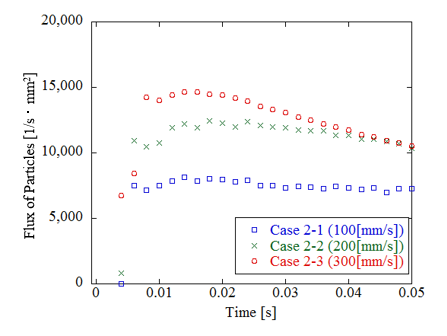 20,000
15,000
10,000
5,000
0
Flux of Particles [1/s · mm²]
Case 2-1 (100[mm/s])
Case 2-2 (200[mm/s])
Case 2-3 (300[mm/s])
0 0.01 0.02 0.03 0.04 0.05
Time [s]